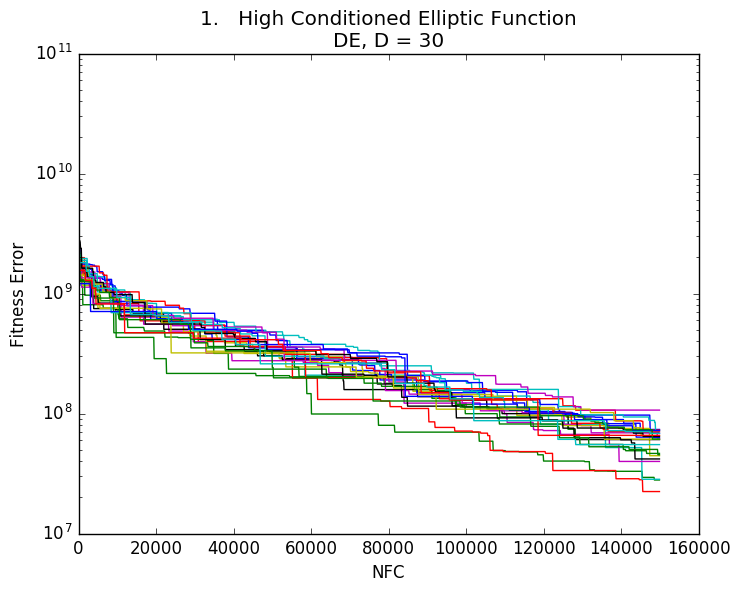 1.   High Conditioned Elliptic Function
DE, D = 30
10^11
10^10
10^9
10^8
10^7
Fitness Error
0 20000 40000 60000 80000 100000 120000 140000 160000
NFC